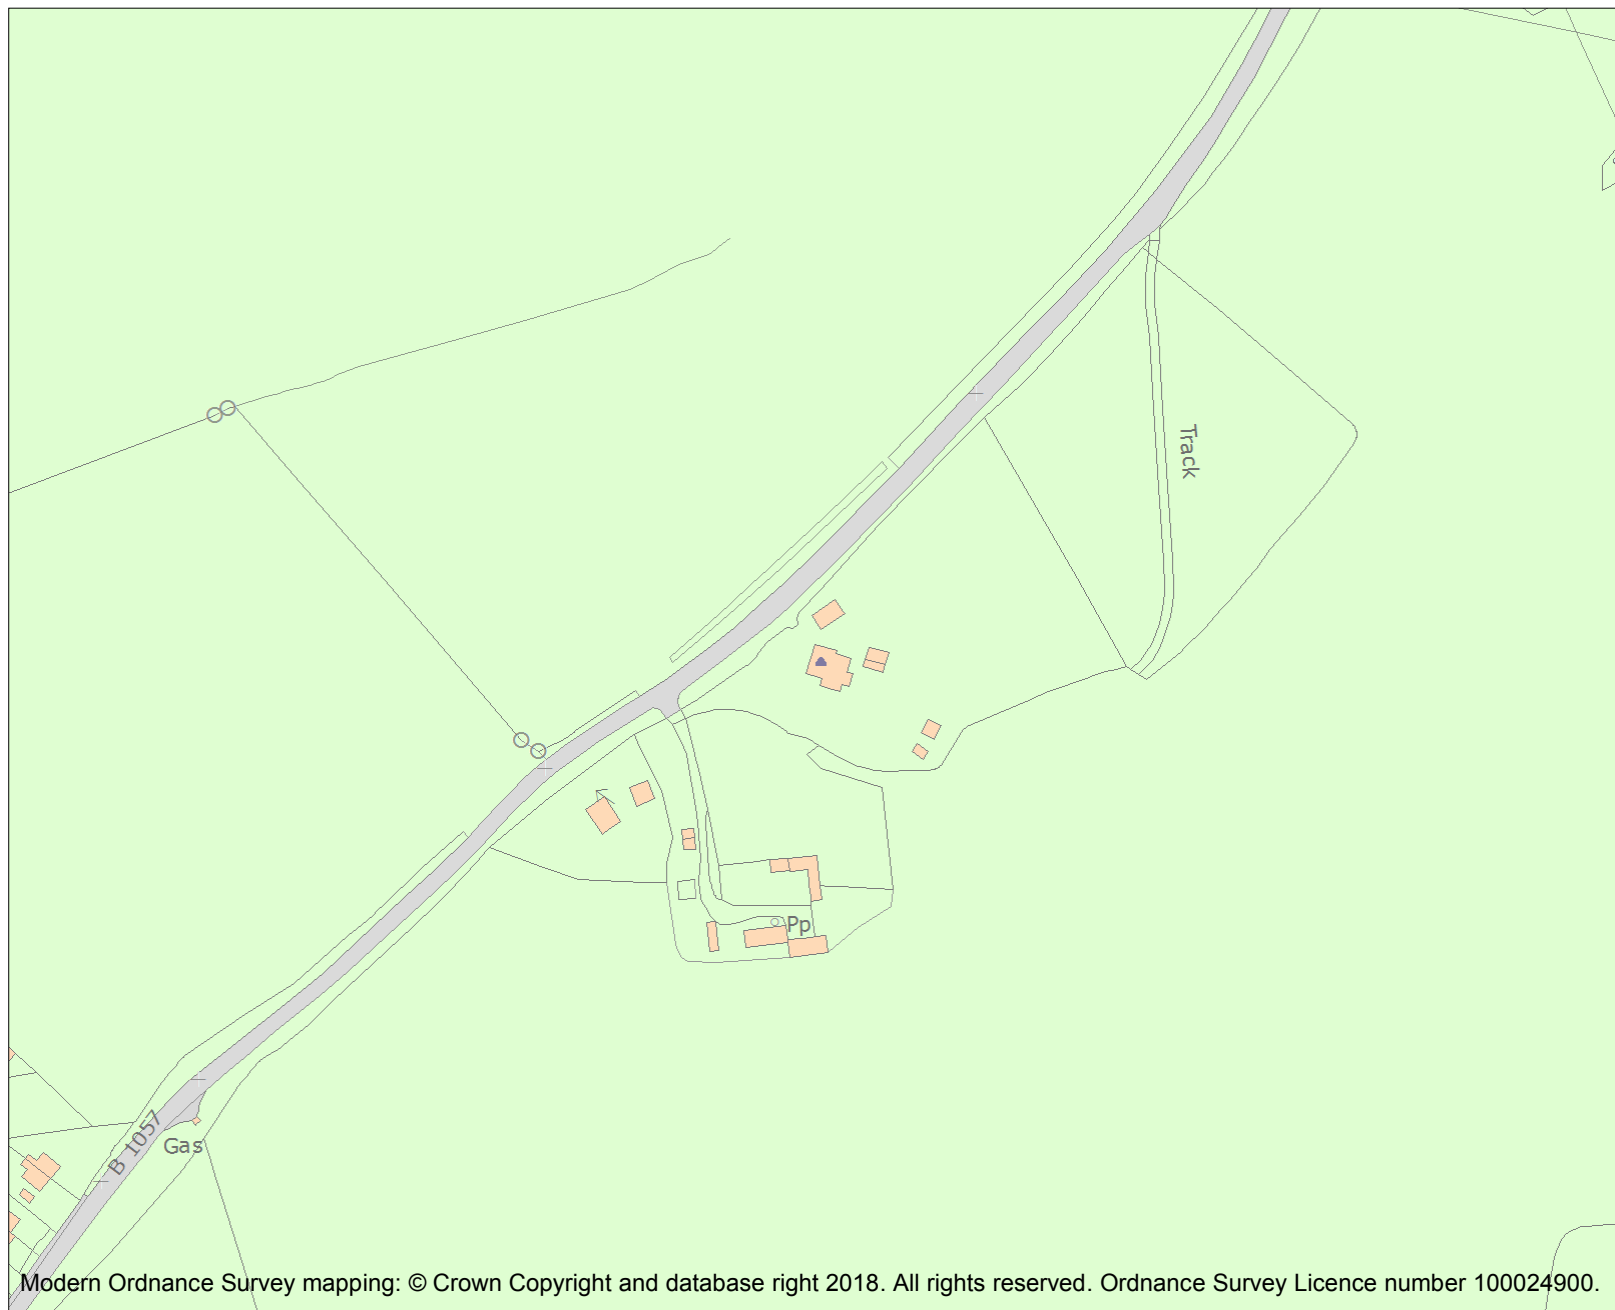 Track
Pp
B 1057
Gas
Modern Ordnance Survey mapping: © Crown Copyright and database right 2018. All rights reserved. Ordnance Survey Licence number 100024900.